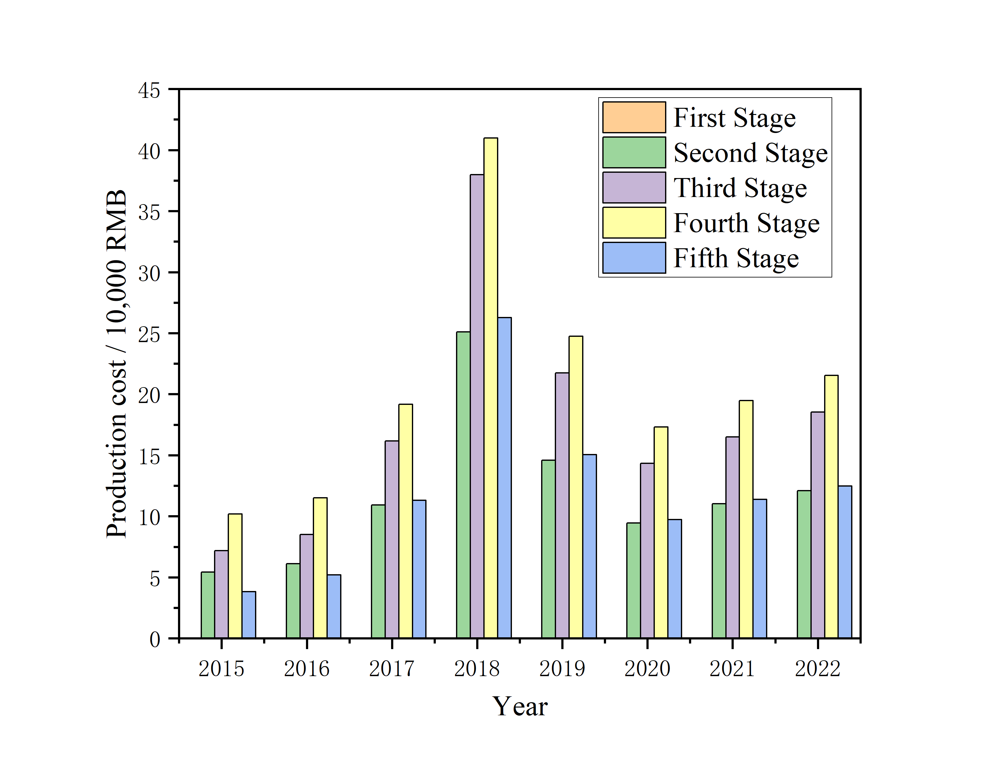 45
40
35
30
25
20
15
10
5
0
Production cost / 10,000 RMB
First Stage
Second Stage
Third Stage
Fourth Stage
Fifth Stage
2015 2016 2017 2018 2019 2020 2021 2022
Year